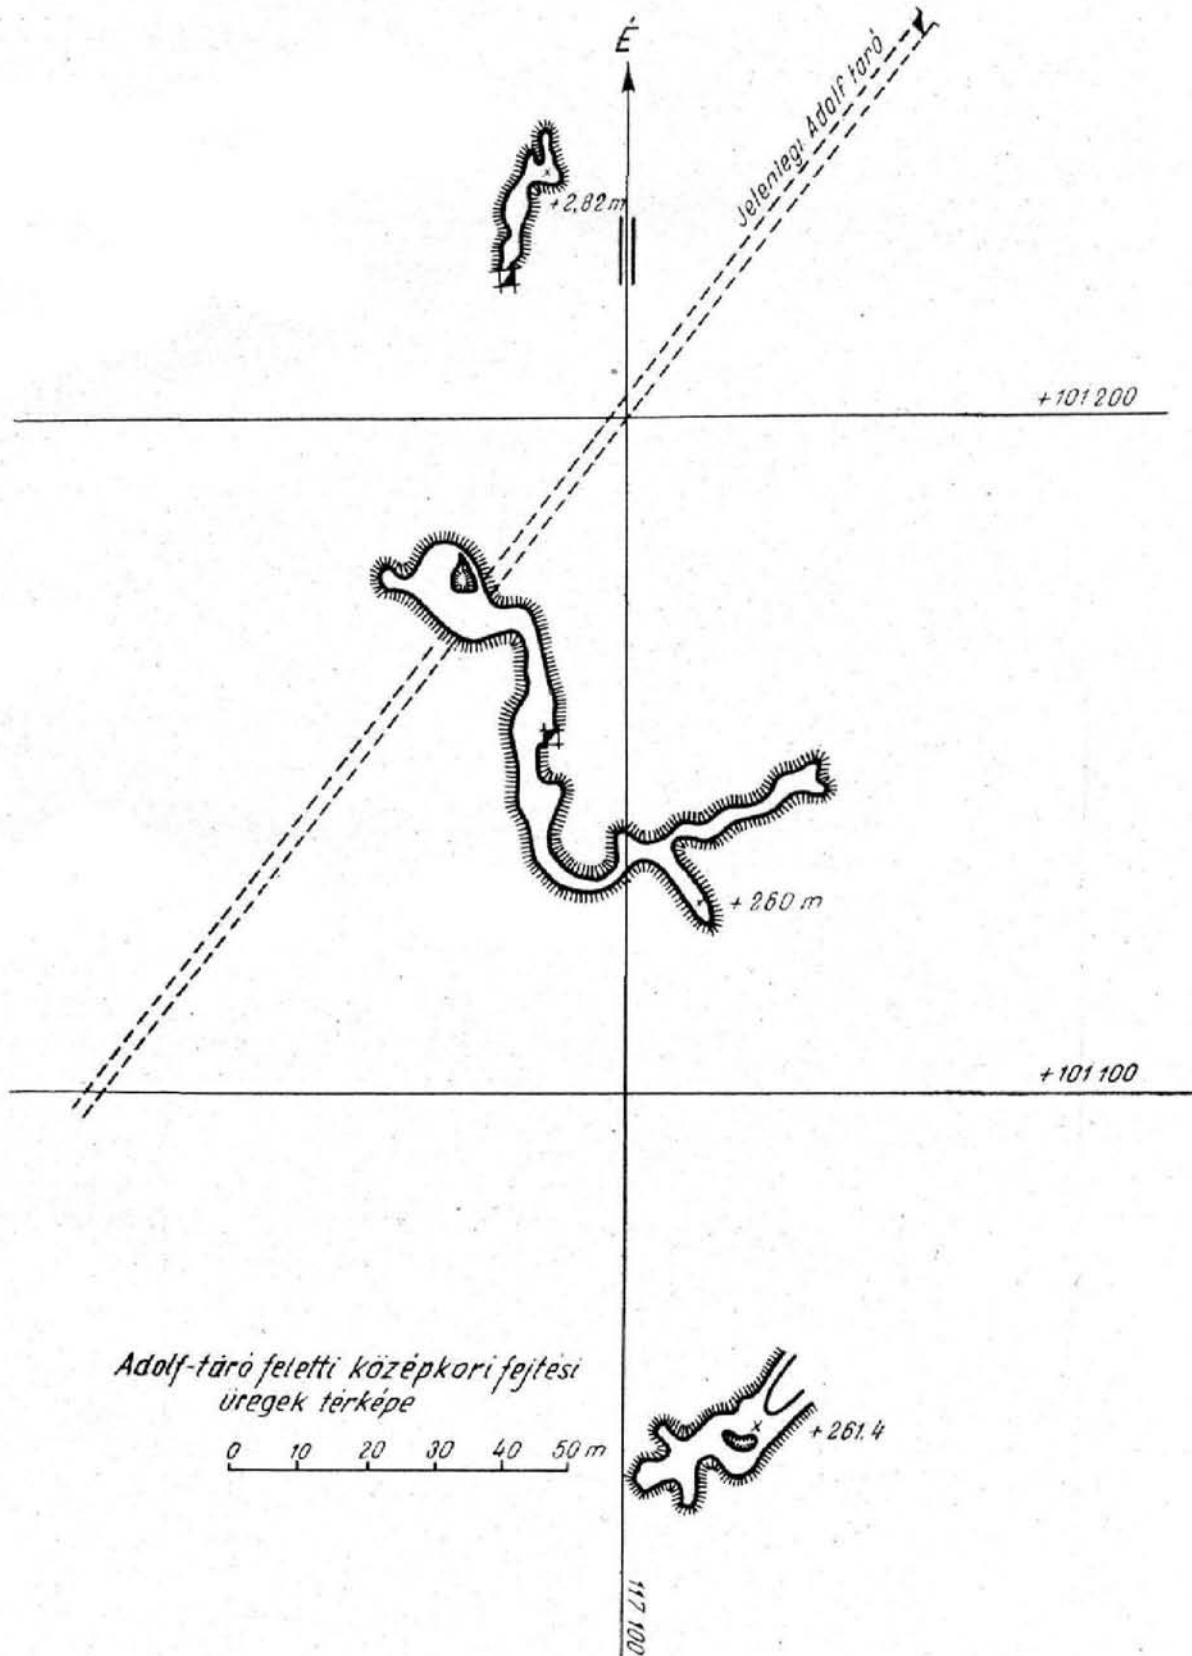 É
Jelenlegi Adolf taró
+2,82 m
+101 200
+260 m
+101 100
Adolf-táró feletti középkori fejtési
üregek térképe
0 10 20 30 40 50 m
+261.4
117 100